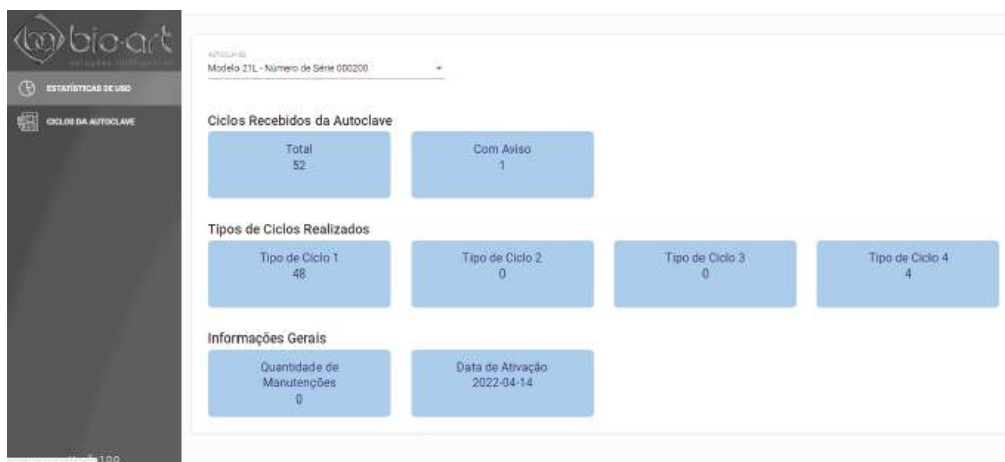 bio-art
soluções inteligentes
ESTATÍSTICAS DE USO
CICLOS DA AUTOCLAVE
AUTOCLAVES
Modelo 21L - Número de Série 000200
Ciclos Recebidos da Autoclave
Total
52
Com Aviso
1
Tipos de Ciclos Realizados
Tipo de Ciclo 1
48
Tipo de Ciclo 2
0
Tipo de Ciclo 3
0
Tipo de Ciclo 4
4
Informações Gerais
Quantidade de
Manutenções
0
Data de Ativação
2022-04-14